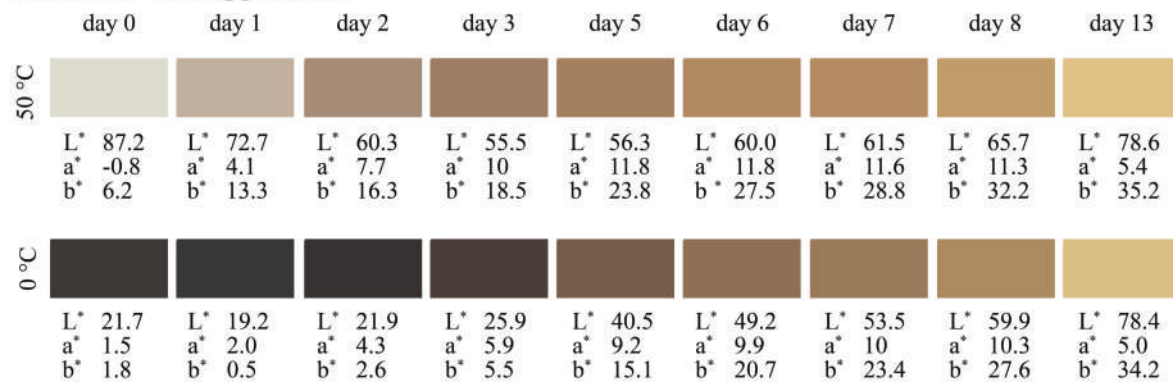 day 0 day 1 day 2 day 3 day 5 day 6 day 7 day 8 day 13
50 °C
L* 87.2 L* 72.7 L* 60.3 L* 55.5 L* 56.3 L* 60.0 L* 61.5 L* 65.7 L* 78.6
a* -0.8 a* 4.1 a* 7.7 a* 10 a* 11.8 a* 11.8 a* 11.6 a* 11.3 a* 5.4
b* 6.2 b* 13.3 b* 16.3 b* 18.5 b* 23.8 b * 27.5 b* 28.8 b* 32.2 b* 35.2
0 °C
L* 21.7 L* 19.2 L* 21.9 L* 25.9 L* 40.5 L* 49.2 L* 53.5 L* 59.9 L* 78.4
a* 1.5 a* 2.0 a* 4.3 a* 5.9 a* 9.2 a* 9.9 a* 10 a* 10.3 a* 5.0
b* 1.8 b* 0.5 b* 2.6 b* 5.5 b* 15.1 b* 20.7 b* 23.4 b* 27.6 b* 34.2